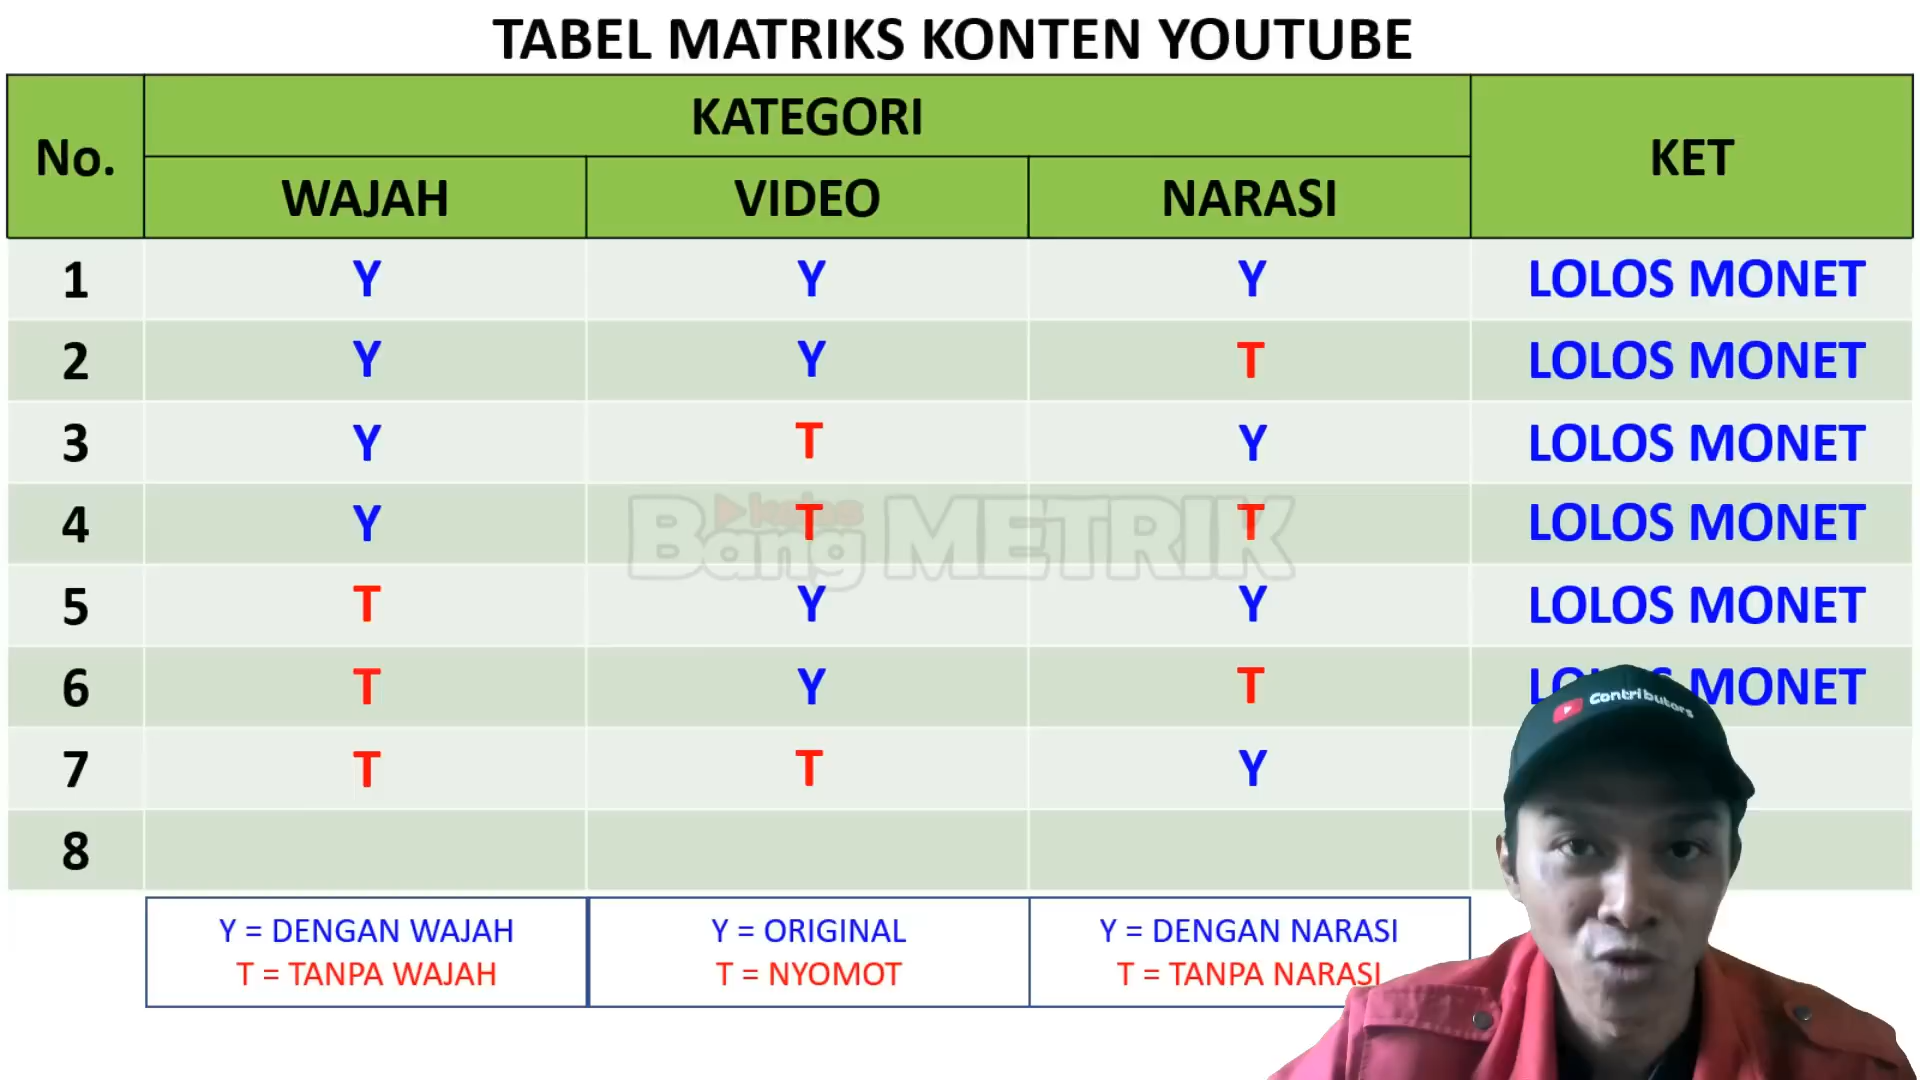 TABEL MATRIKS KONTEN YOUTUBE
No. KATEGORI KET
WAJAH VIDEO NARASI
1 Y Y Y LOLOS MONET
2 Y Y T LOLOS MONET
3 Y T Y LOLOS MONET
4 Y T T LOLOS MONET
kelas
Bang METRIK
5 T Y Y LOLOS MONET
6 T Y T LOLOS MONET
Contributors
7 T T Y
8
Y = DENGAN WAJAH
T = TANPA WAJAH
Y = ORIGINAL
T = NYOMOT
Y = DENGAN NARASI
T = TANPA NARASI